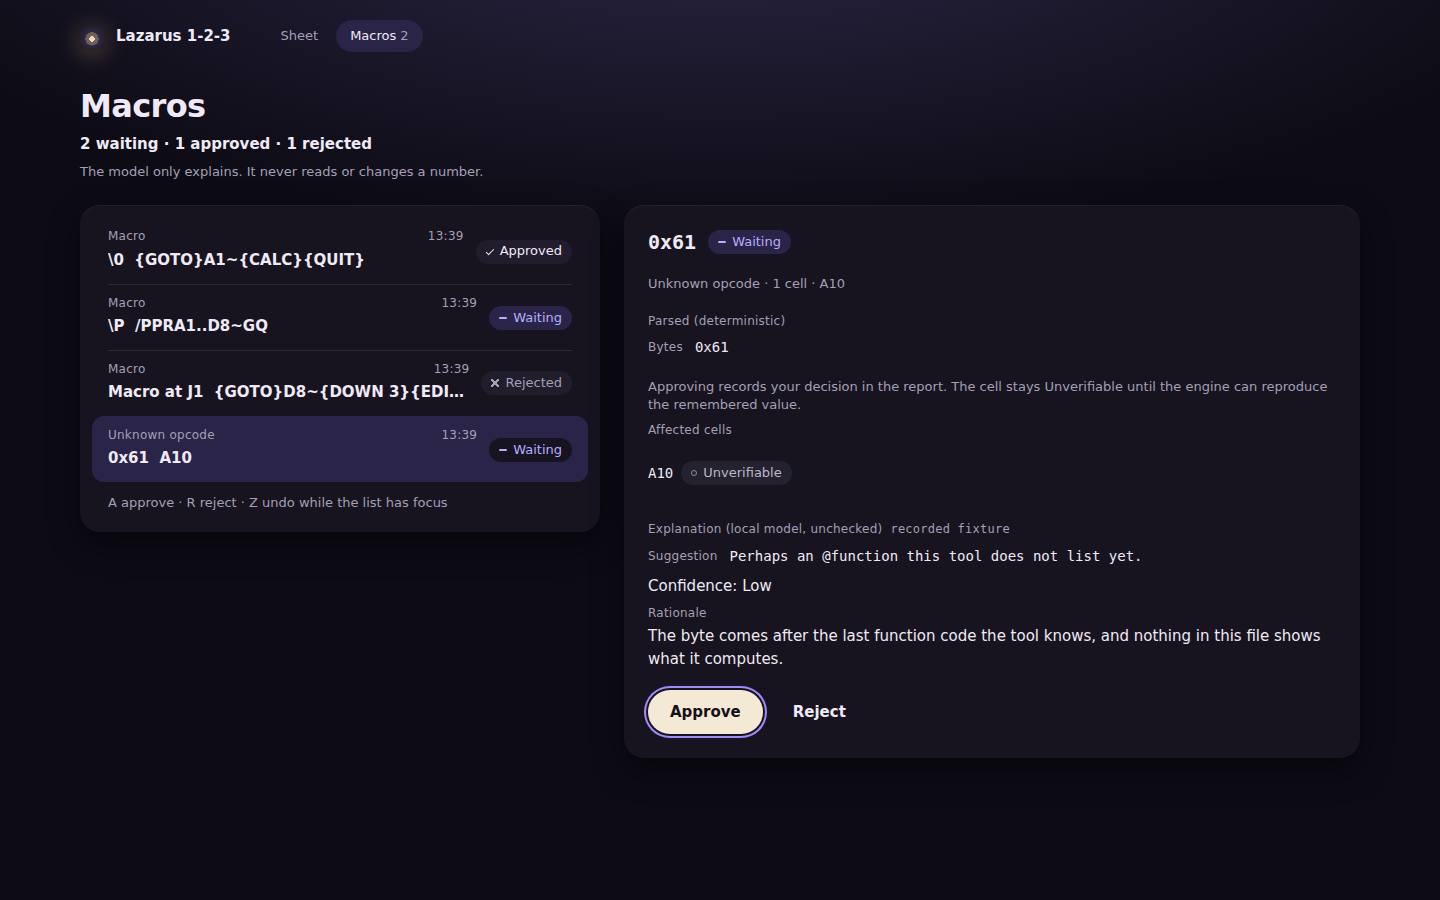 Lazarus 1-2-3
Sheet
Macros 2
Macros
2 waiting · 1 approved · 1 rejected
The model only explains. It never reads or changes a number.
Macro 13:39
\0 {GOTO}A1~{CALC}{QUIT}
Approved
Macro 13:39
\P /PPRA1..D8~GQ
Waiting
Macro 13:39
Macro at J1 {GOTO}D8~{DOWN 3}{EDI…
Rejected
Unknown opcode 13:39
0x61 A10
Waiting
A approve · R reject · Z undo while the list has focus
0x61 Waiting
Unknown opcode · 1 cell · A10
Parsed (deterministic)
Bytes 0x61
Approving records your decision in the report. The cell stays Unverifiable until the engine can reproduce
the remembered value.
Affected cells
A10 Unverifiable
Explanation (local model, unchecked) recorded fixture
Suggestion Perhaps an @function this tool does not list yet.
Confidence: Low
Rationale
The byte comes after the last function code the tool knows, and nothing in this file shows
what it computes.
Approve Reject